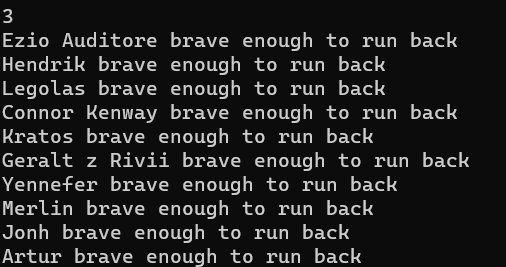 3
Ezio Auditore brave enough to run back
Hendrik brave enough to run back
Legolas brave enough to run back
Connor Kenway brave enough to run back
Kratos brave enough to run back
Geralt z Rivii brave enough to run back
Yennefer brave enough to run back
Merlin brave enough to run back
Jonh brave enough to run back
Artur brave enough to run back